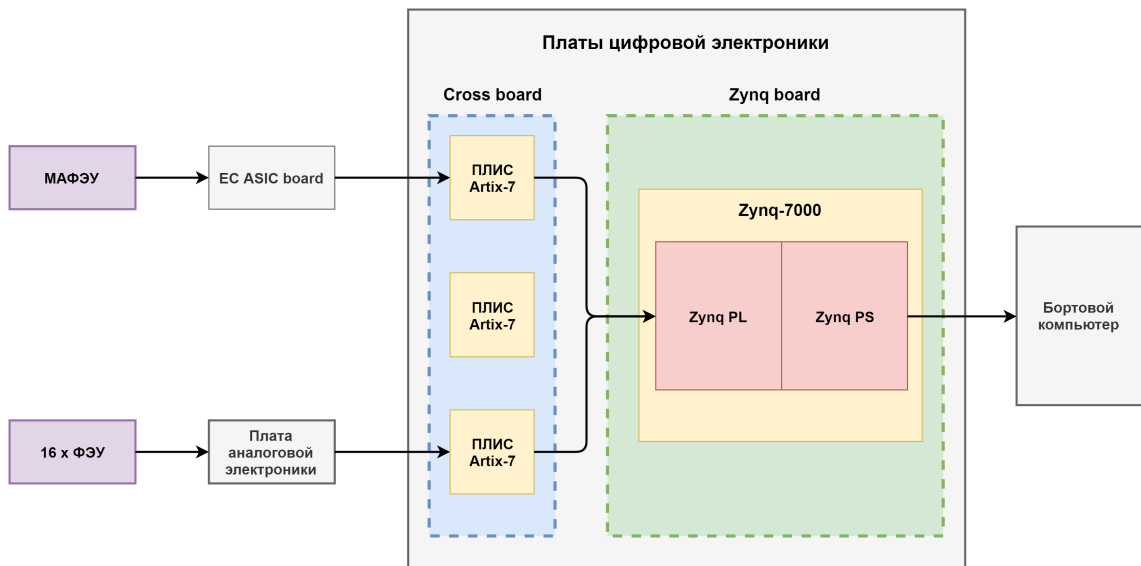 Платы цифровой электроники
Cross board
Zynq board
МАФЭУ
EC ASIC board
ПЛИС
Artix-7
Zynq-7000
ПЛИС
Artix-7
Zynq PL
Zynq PS
Бортовой
компьютер
16 x ФЭУ
Плата
аналоговой
электроники
ПЛИС
Artix-7